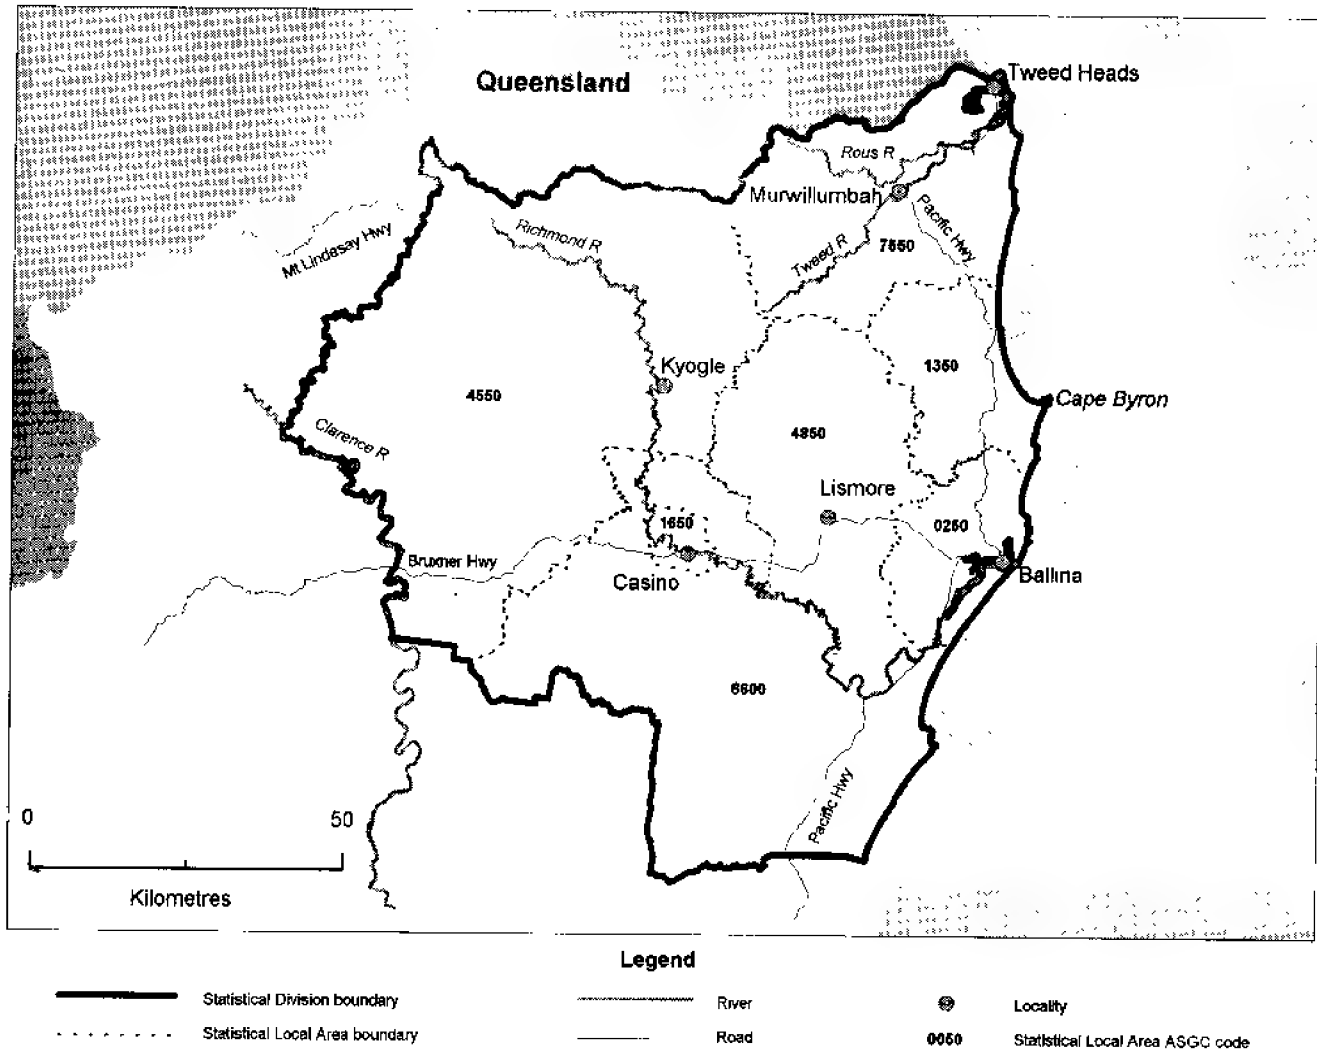 Queensland
Tweed Heads
Rous R
Murwillumbah
Pacific Hwy
Richmond R
Mt Lindesay Hwy
Tweed R
7550
Kyogle
1350
4550
Cape Byron
Clarence R
4850
Lismore
1650
0250
Bruxner Hwy
Casino
Ballina
6600
Pacific Hwy
0
50
Kilometres
Legend
Statistical Division boundary
River
Locality
Statistical Local Area boundary
Road
0050
Statistical Local Area ASGC code